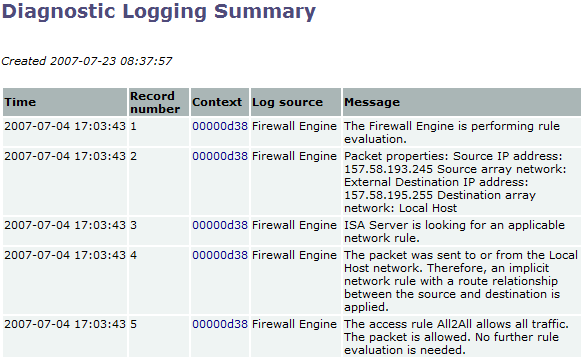 Diagnostic Logging Summary
Created 2007-07-23 08:37:57
Time Record number Context Log source Message
2007-07-04 17:03:43 1 00000d38 Firewall Engine The Firewall Engine is performing rule
evaluation.
2007-07-04 17:03:43 2 00000d38 Firewall Engine Packet properties: Source IP address:
157.58.193.245 Source array network:
External Destination IP address:
157.58.195.255 Destination array
network: Local Host
2007-07-04 17:03:43 3 00000d38 Firewall Engine ISA Server is looking for an applicable
network rule.
2007-07-04 17:03:43 4 00000d38 Firewall Engine The packet was sent to or from the Local
Host network. Therefore, an implicit
network rule with a route relationship
between the source and destination is
applied.
2007-07-04 17:03:43 5 00000d38 Firewall Engine The access rule All2All allows all traffic.
The packet is allowed. No further rule
evaluation is needed.